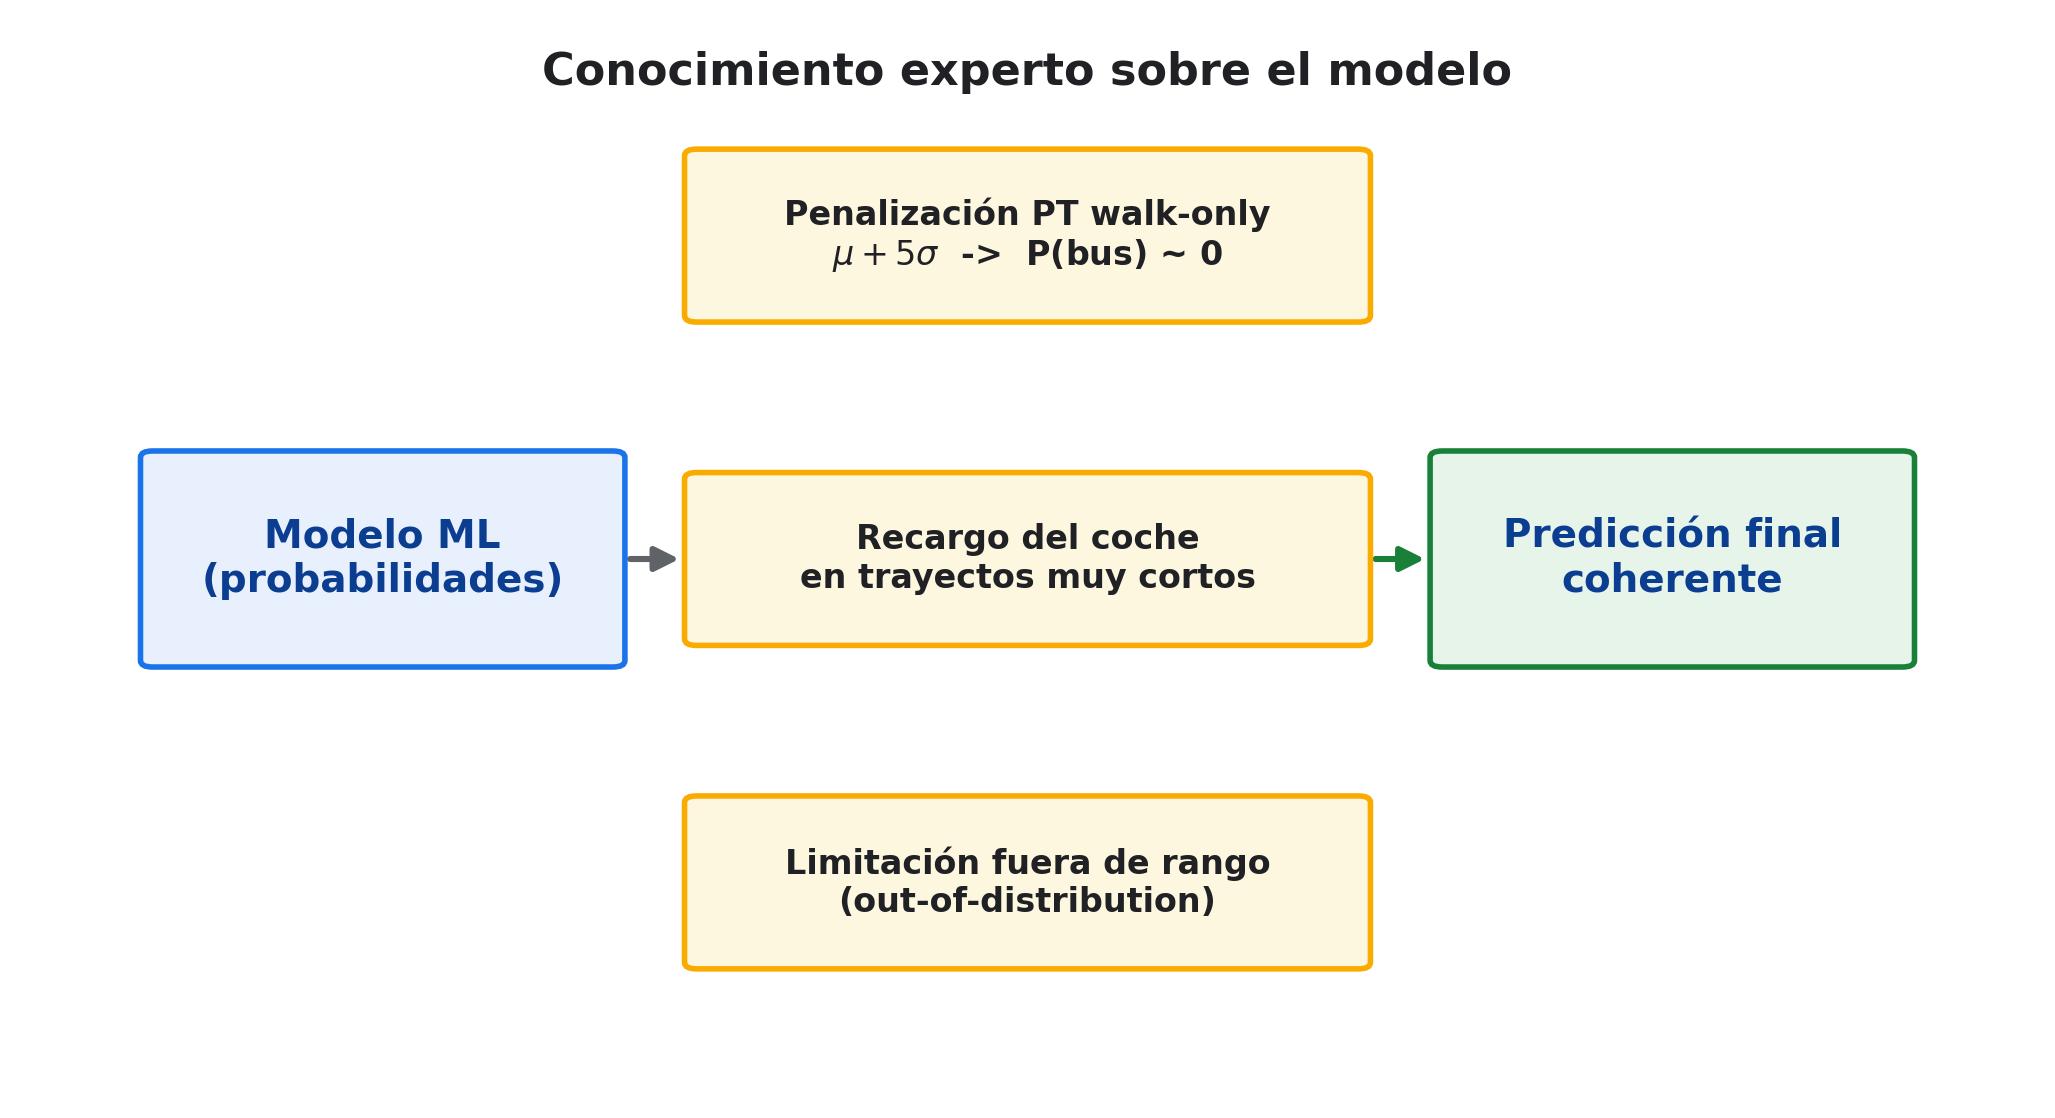 Conocimiento experto sobre el modelo
Penalización PT walk-only
μ + 5σ -> P(bus) ~ 0
Modelo ML
(probabilidades)
Recargo del coche
en trayectos muy cortos
Predicción final
coherente
Limitación fuera de rango
(out-of-distribution)